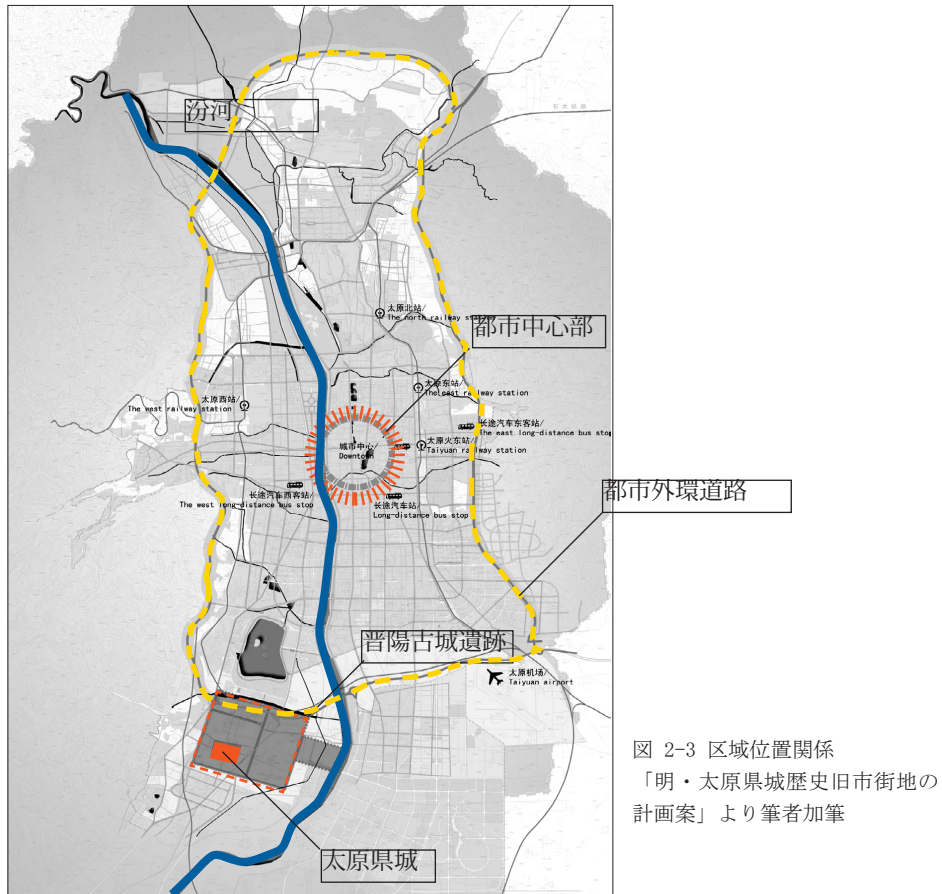 汾河
石太铁路
太原北站/
The north railway station
都市中心部
太原东站/
The east railway station
太原西站/
The west railway station
长途汽车东客站/
The east long-distance bus stop
城市中心/
Downtown
太原火东站/
Taiyuan railway station
长途汽车西客站/
The west long-distance bus stop
长途汽车站/
Long-distance bus stop
都市外環道路
晋陽古城遺跡
太原机场/
Taiyuan airport
太原県城
図 2-3 区域位置関係
「明・太原県城歴史旧市街地の
計画案」より筆者加筆